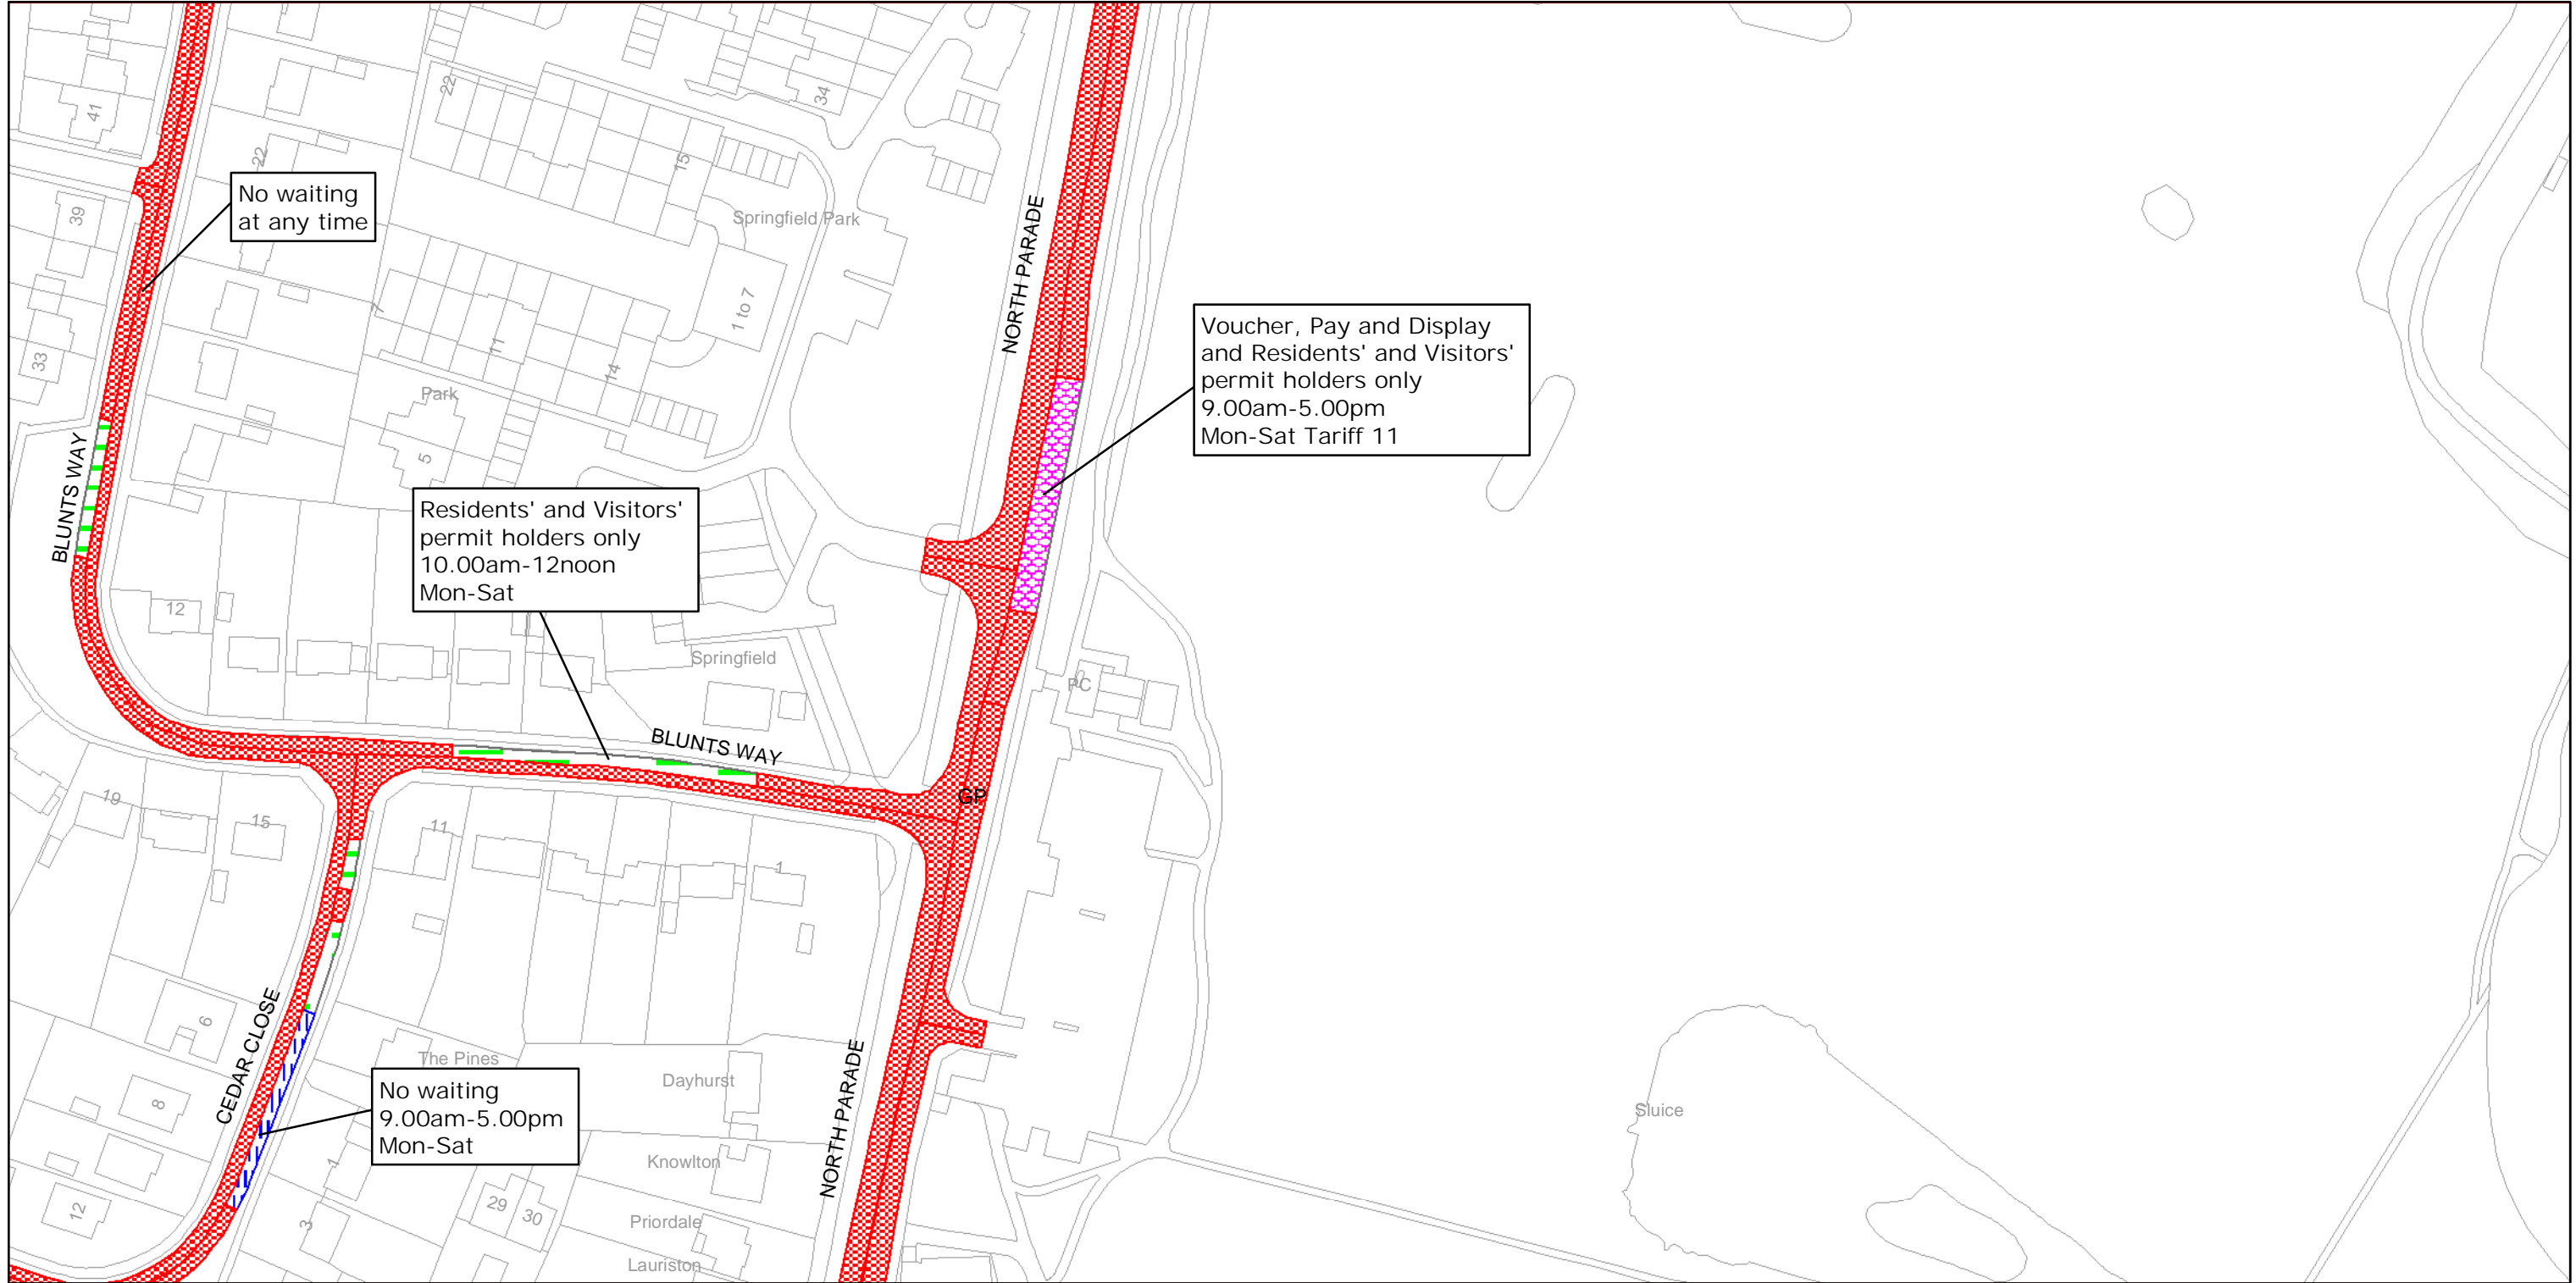 41
22
34
22
15
No waiting
at any time
39
Springfield Park
NORTH PARADE
1 to 7
7
11
14
33
Voucher, Pay and Display
and Residents' and Visitors'
permit holders only
9.00am-5.00pm
Mon-Sat Tariff 11
Park
5
BLUNTS WAY
Residents' and Visitors'
permit holders only
10.00am-12noon
Mon-Sat
12
Springfield
PC
BLUNTS WAY
GP
19
15
11
1
6
CEDAR CLOSE
The Pines
Dayhurst
NORTH PARADE
8
No waiting
9.00am-5.00pm
Mon-Sat
Sluice
1
Knowlton
12
3
29
30
Priordale
Lauriston